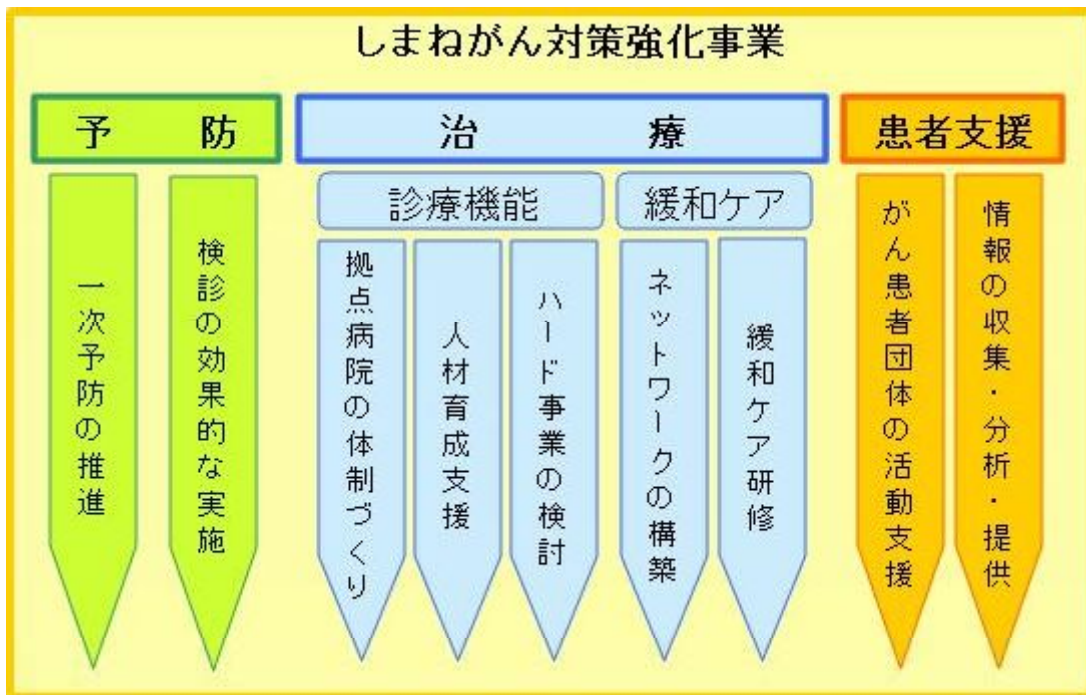 しまねがん対策強化事業
予防
治療
患者支援
診療機能
緩和ケア
一次予防の推進
検診の効果的な実施
拠点病院の体制づくり
人材育成支援
ハード事業の検討
ネットワークの構築
緩和ケア研修
がん患者団体の活動支援
情報の収集・分析・提供